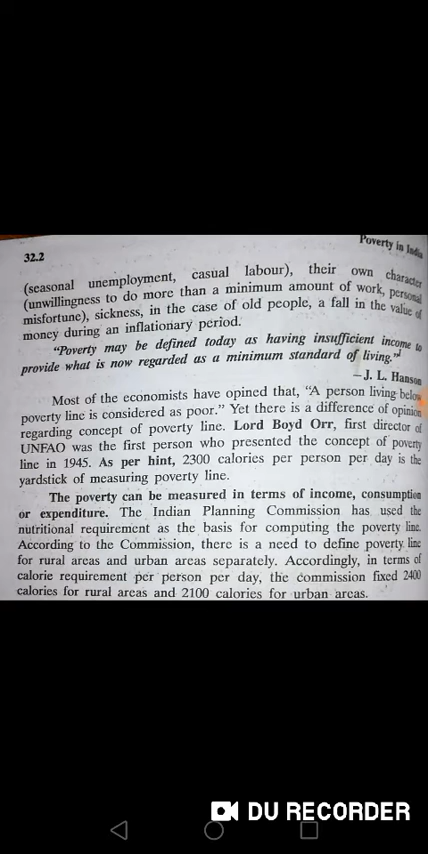 32.2
Poverty in India
(seasonal unemployment, casual labour), their own character
(unwillingness to do more than a minimum amount of work, personal
misfortune), sickness, in the case of old people, a fall in the value of
money during an inflationary period.
"Poverty may be defined today as having insufficient income to
provide what is now regarded as a minimum standard of living."
—J. L. Hanson
Most of the economists have opined that, "A person living below
poverty line is considered as poor." Yet there is a difference of opinion
regarding concept of poverty line. Lord Boyd Orr, first director of
UNFAO was the first person who presented the concept of poverty
line in 1945. As per hint, 2300 calories per person per day is the
yardstick of measuring poverty line.
The poverty can be measured in terms of income, consumption
or expenditure. The Indian Planning Commission has used the
nutritional requirement as the basis for computing the poverty line.
According to the Commission, there is a need to define poverty line
for rural areas and urban areas separately. Accordingly, in terms of
calorie requirement per person per day, the commission fixed 2400
calories for rural areas and 2100 calories for urban areas.
DU RECORDER